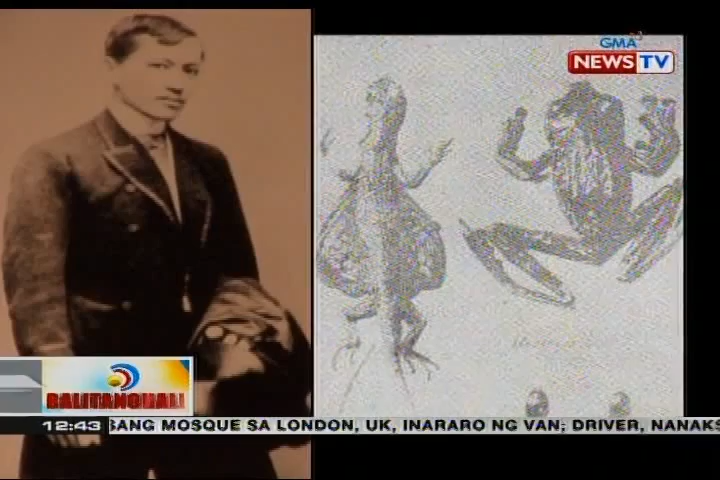 GMA
NEWS TV
BALITANGHALI
12:43 SANG MOSQUE SA LONDON, UK, INARARO NG VAN; DRIVER, NANAKS